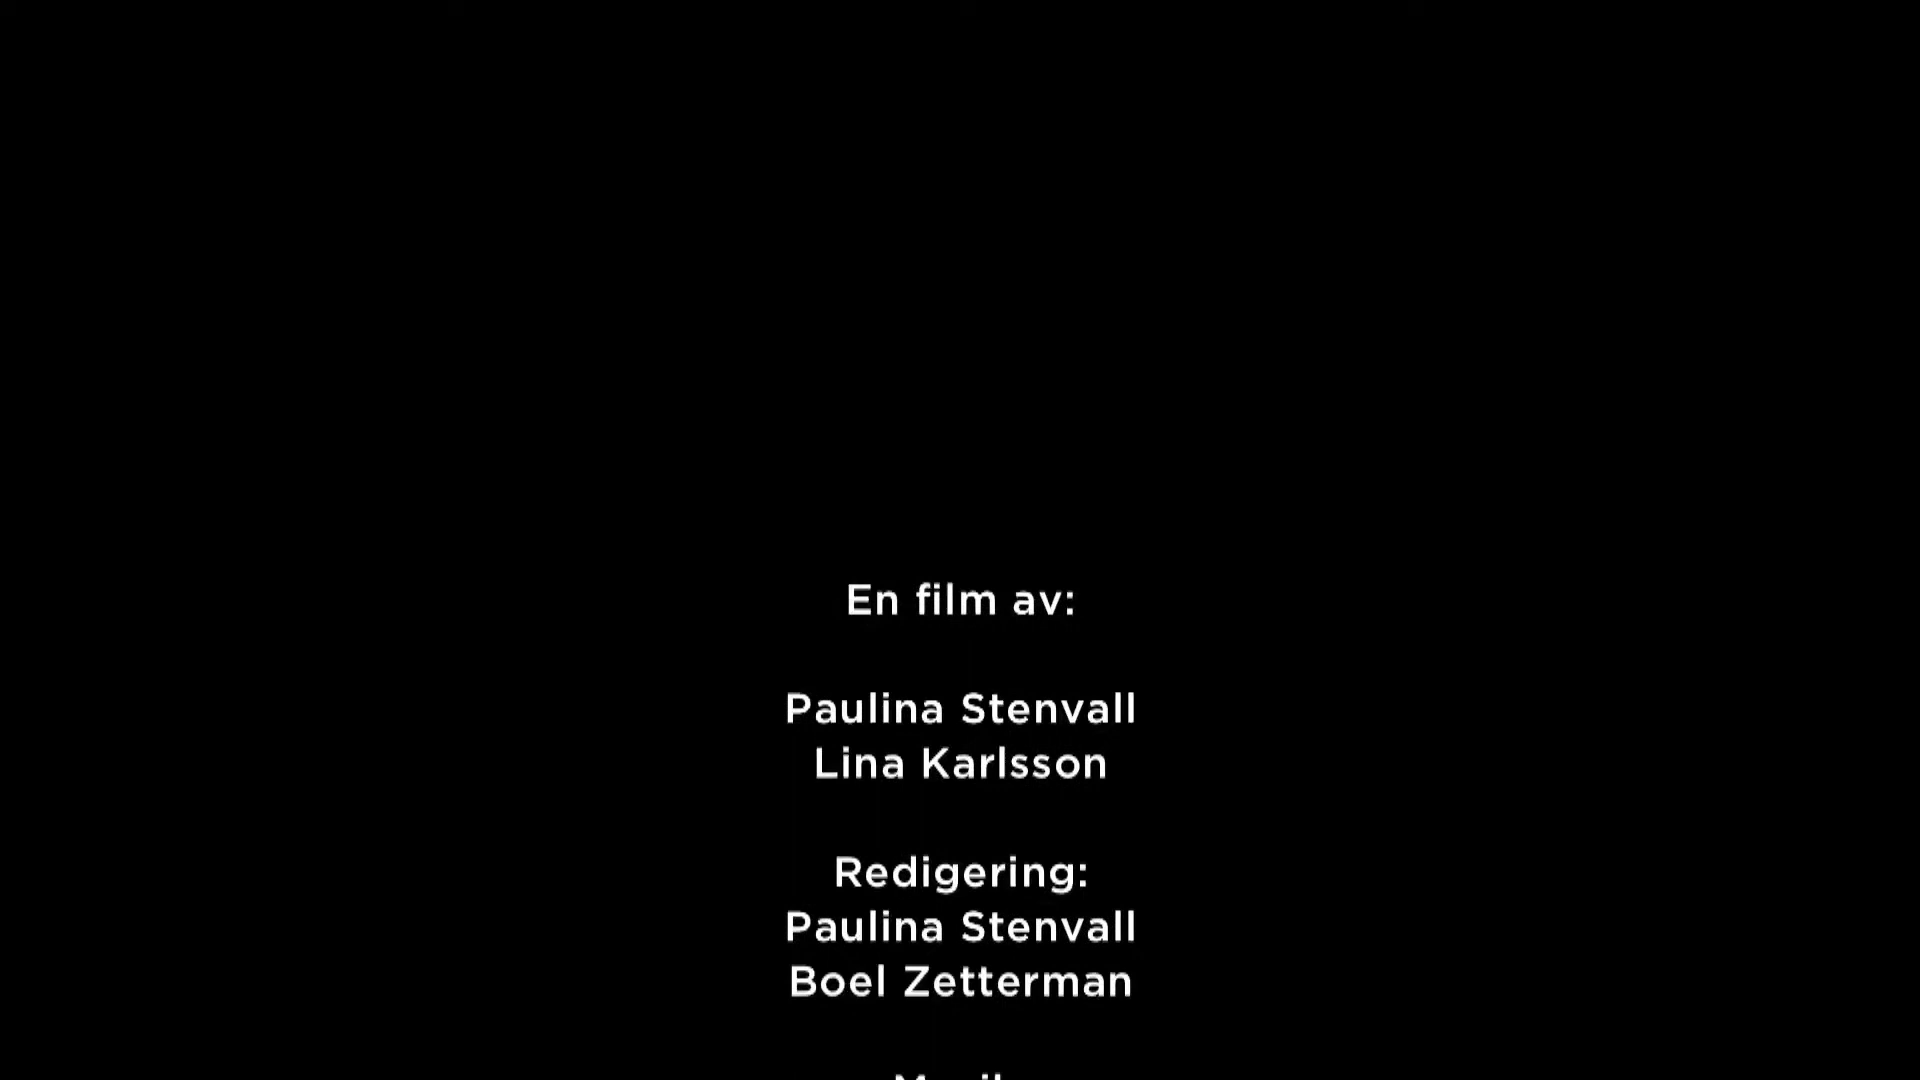 En film av:
Paulina Stenvall
Lina Karlsson
Redigering:
Paulina Stenvall
Boel Zetterman